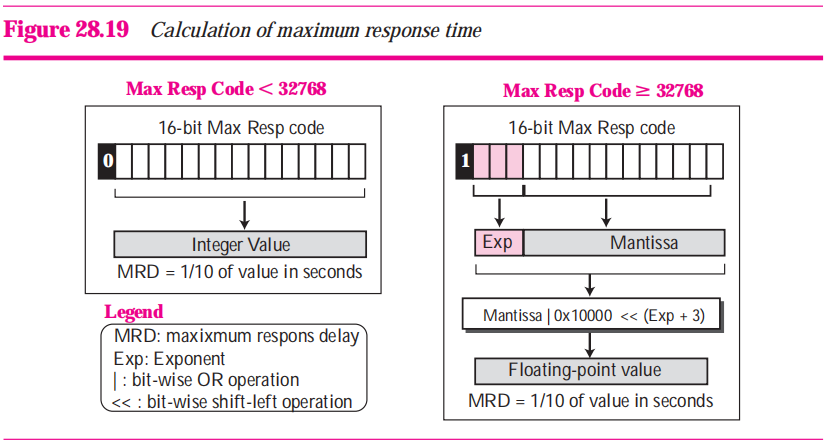 Figure 28.19 Calculation of maximum response time
Max Resp Code < 32768
16-bit Max Resp code
0
Integer Value
MRD = 1/10 of value in seconds
Legend
MRD: maxixmum respons delay
Exp: Exponent
| : bit-wise OR operation
<< : bit-wise shift-left operation
Max Resp Code ≥ 32768
16-bit Max Resp code
1
Exp Mantissa
Mantissa | 0x10000 << (Exp + 3)
Floating-point value
MRD = 1/10 of value in seconds